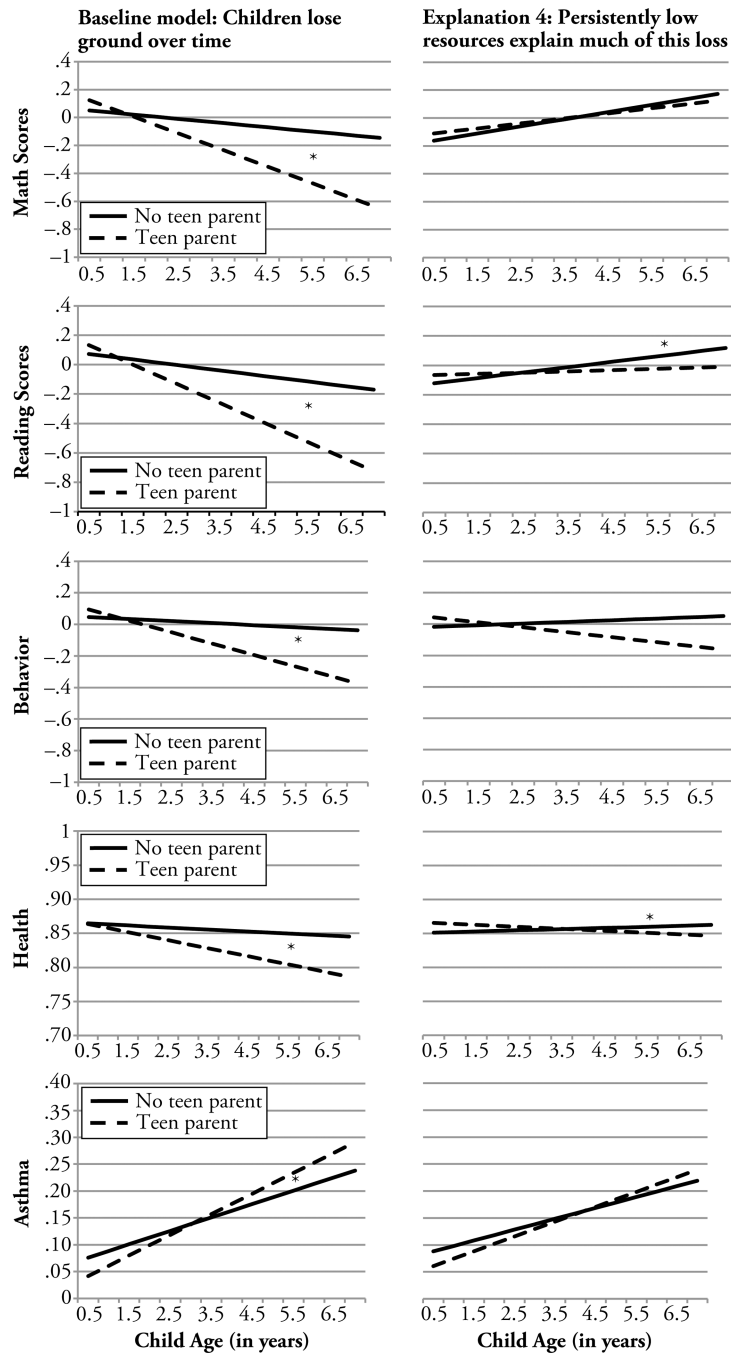 Baseline model: Children lose
ground over time
Explanation 4: Persistently low
resources explain much of this loss
Math Scores
.4
.2
0
–.2
–.4
–.6
–.8
–1
*
No teen parent
Teen parent
0.5 1.5 2.5 3.5 4.5 5.5 6.5
0.5 1.5 2.5 3.5 4.5 5.5 6.5
Reading Scores
.4
.2
0
–.2
–.4
–.6
–.8
–1
*
No teen parent
Teen parent
0.5 1.5 2.5 3.5 4.5 5.5 6.5
*
0.5 1.5 2.5 3.5 4.5 5.5 6.5
Behavior
.4
.2
0
–.2
–.4
–.6
–.8
–1
*
No teen parent
Teen parent
0.5 1.5 2.5 3.5 4.5 5.5 6.5
0.5 1.5 2.5 3.5 4.5 5.5 6.5
Health
1
.95
.90
.85
.80
.75
.70
No teen parent
Teen parent
*
0.5 1.5 2.5 3.5 4.5 5.5 6.5
*
0.5 1.5 2.5 3.5 4.5 5.5 6.5
Asthma
.40
.35
.30
.25
.20
.15
.10
.05
0
No teen parent
Teen parent
*
0.5 1.5 2.5 3.5 4.5 5.5 6.5
Child Age (in years)
0.5 1.5 2.5 3.5 4.5 5.5 6.5
Child Age (in years)